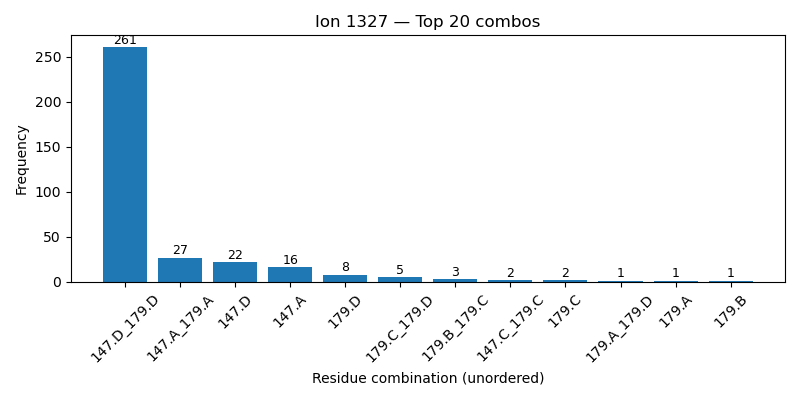 Ion 1327 — Top 20 combos
Frequency
250
200
150
100
50
0
261
27
22
16
8
5
3
2
2
1
1
1
147.D_179.D
147.A_179.A
147.D
147.A
179.D
179.C_179.D
179.B_179.C
147.C_179.C
179.C
179.A_179.D
179.A
179.B
Residue combination (unordered)